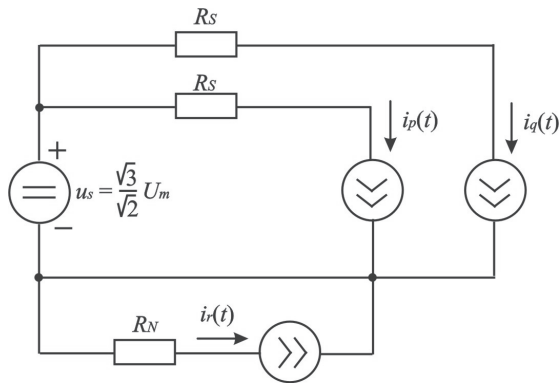 Rs
Rs
ip(t)
iq(t)
+
us = √3/√2 Um
−
ir(t)
RN